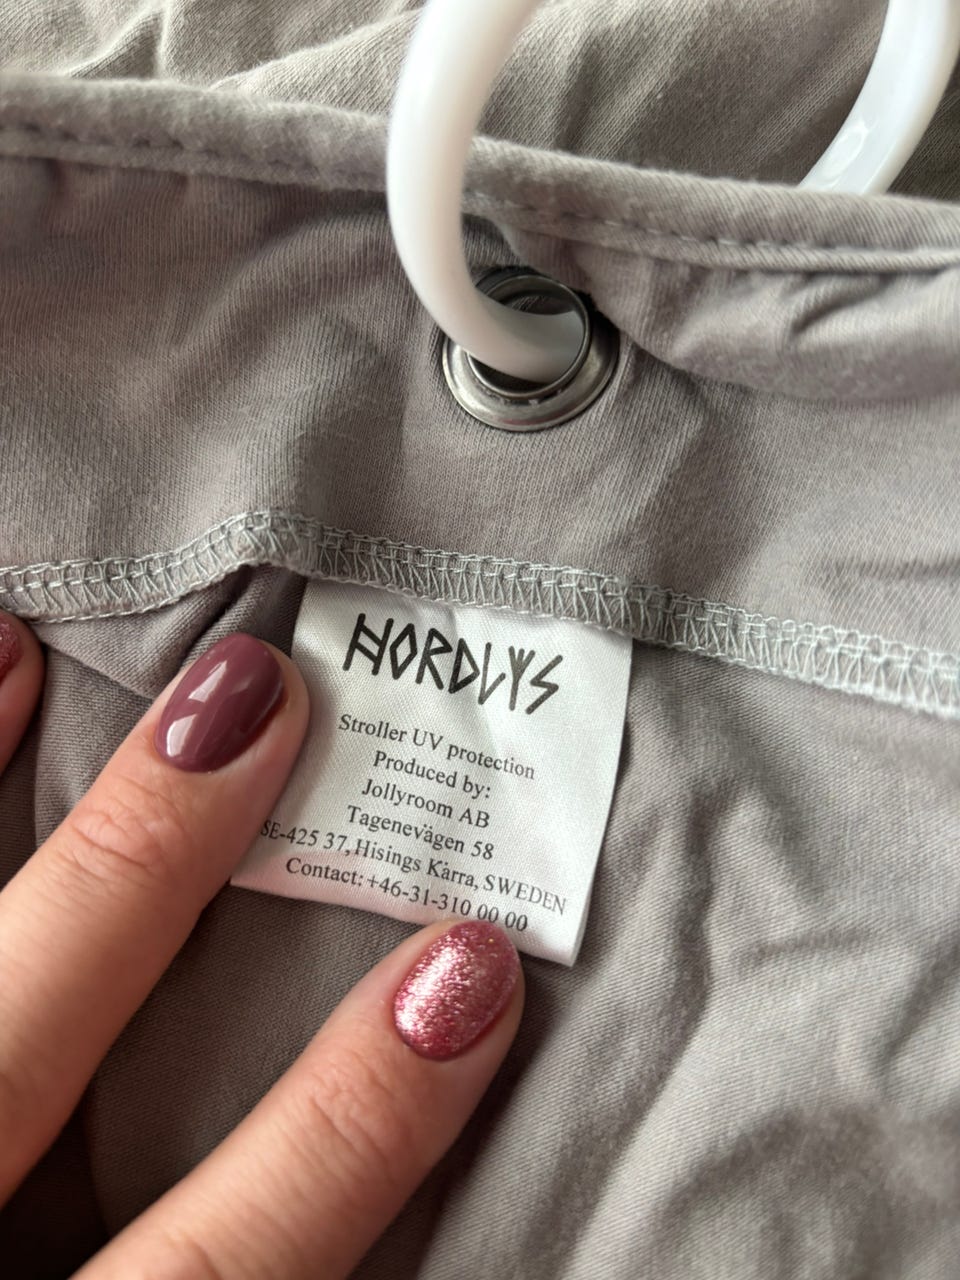 NORDLYS
Stroller UV protection
Produced by:
Jollyroom AB
Tagenevägen 58
SE-425 37, Hisings Kärra, SWEDEN
Contact: +46-31-310 00 00